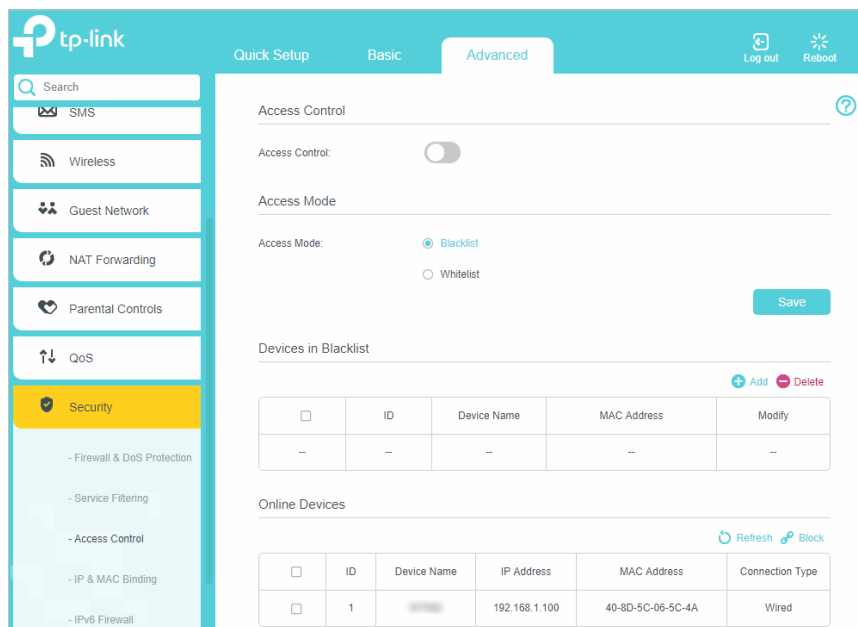 tp-link
Quick Setup Basic Advanced Log out Reboot
Search
SMS
Wireless
Guest Network
NAT Forwarding
Parental Controls
QoS
Security
- Firewall & DoS Protection
- Service Filtering
- Access Control
- IP & MAC Binding
- IPv6 Firewall
Access Control
Access Control:
Access Mode
Access Mode: Blacklist
Whitelist
Save
Devices in Blacklist
Add Delete
ID Device Name MAC Address Modify
-- -- -- -- --
Online Devices
Refresh Block
ID Device Name IP Address MAC Address Connection Type
1 192.168.1.100 40-8D-5C-06-5C-4A Wired